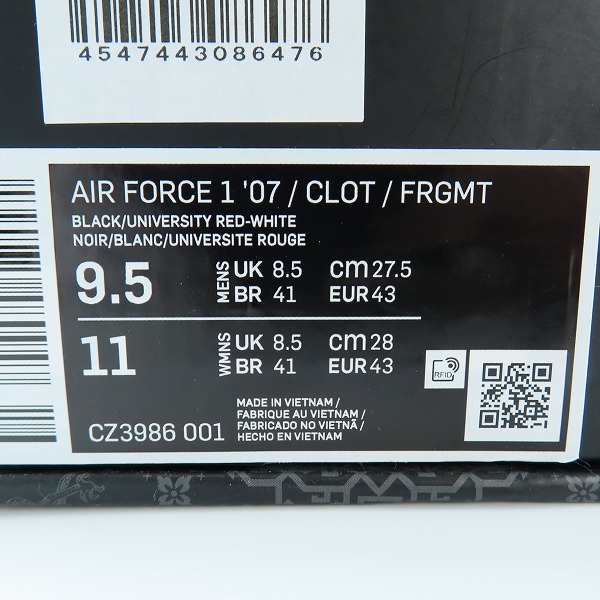 4547443086476
AIR FORCE 1 '07 / CLOT / FRGMT
BLACK/UNIVERSITY RED-WHITE
NOIR/BLANC/UNIVERSITE ROUGE
9.5 MENS UK 8.5 cm 27.5
BR 41 EUR 43
11 WMNS UK 8.5 cm 28
BR 41 EUR 43
RFID
MADE IN VIETNAM /
FABRIQUE AU VIETNAM /
FABRICADO NO VIETNÃ /
HECHO EN VIETNAM
CZ3986 001